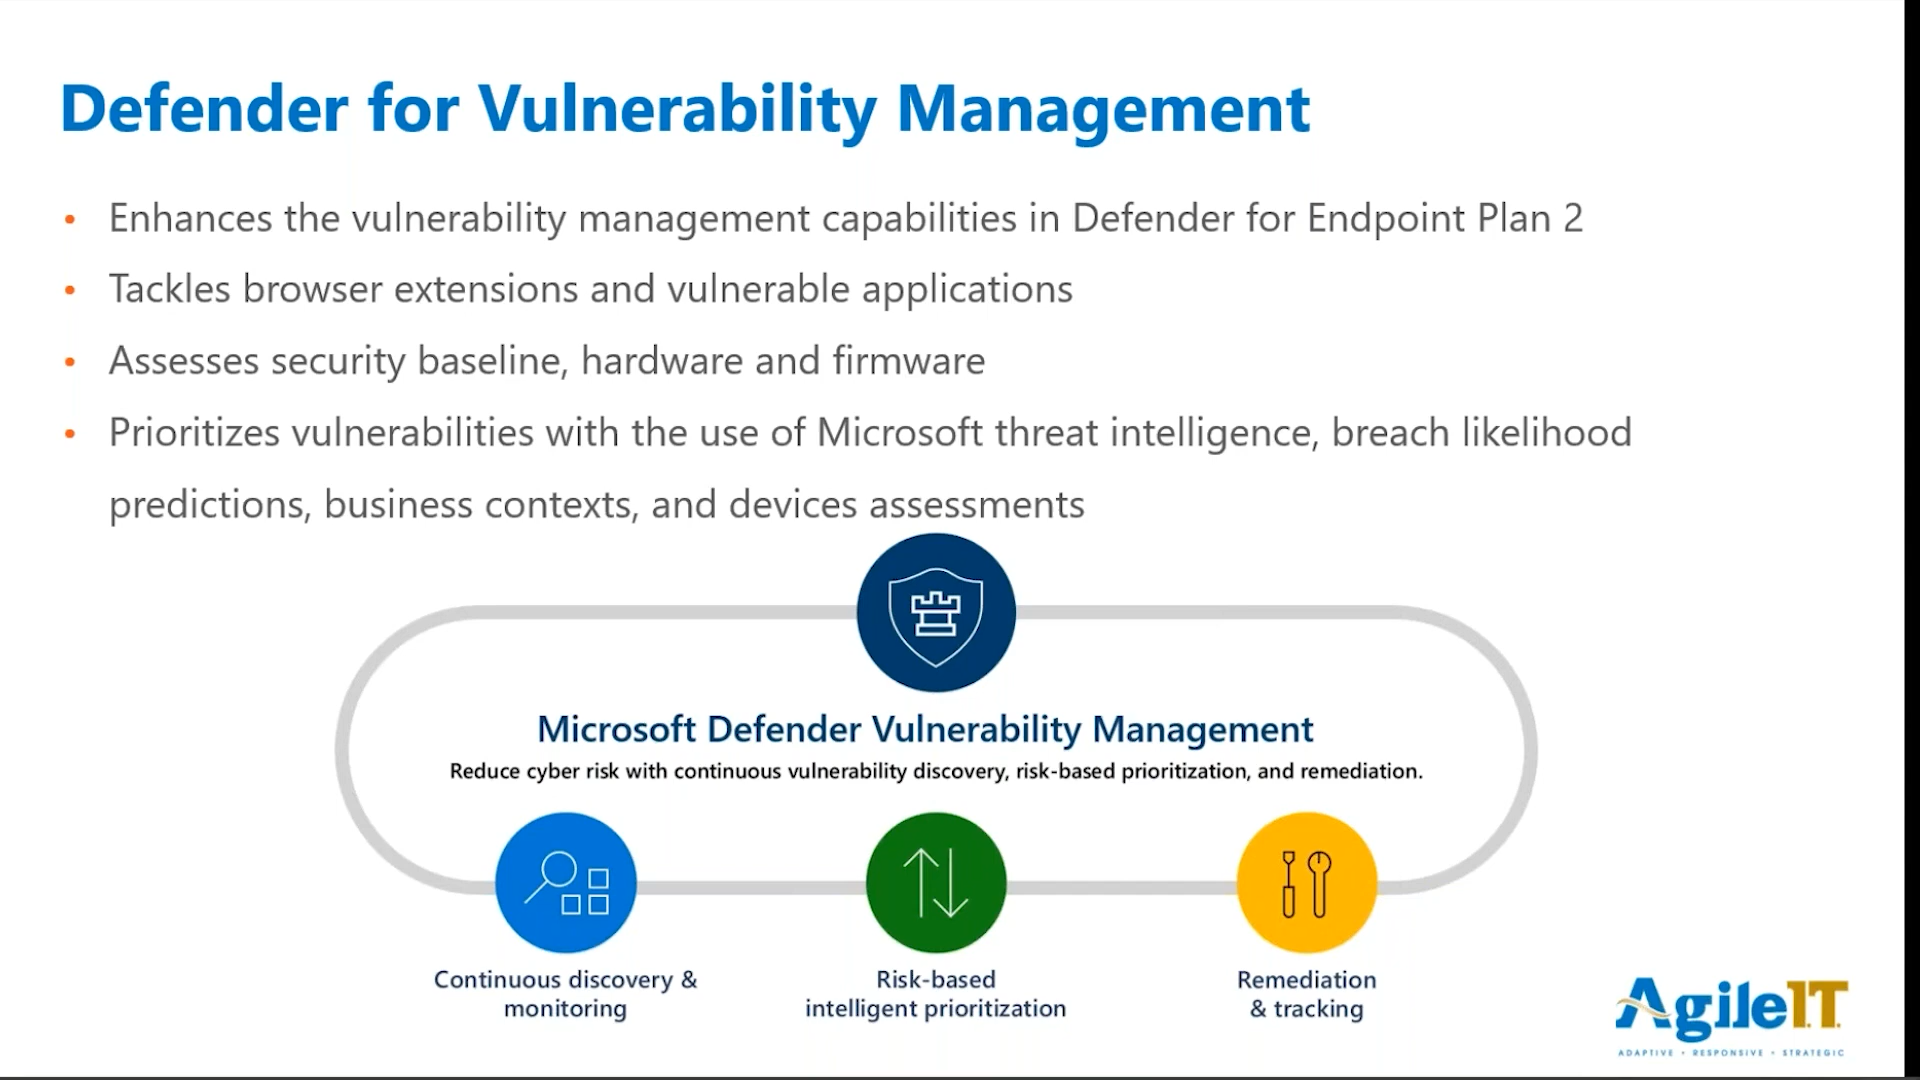 Defender for Vulnerability Management
• Enhances the vulnerability management capabilities in Defender for Endpoint Plan 2
• Tackles browser extensions and vulnerable applications
• Assesses security baseline, hardware and firmware
• Prioritizes vulnerabilities with the use of Microsoft threat intelligence, breach likelihood
predictions, business contexts, and devices assessments
Microsoft Defender Vulnerability Management
Reduce cyber risk with continuous vulnerability discovery, risk-based prioritization, and remediation.
Continuous discovery &
monitoring
Risk-based
intelligent prioritization
Remediation
& tracking
AgileIT
ADAPTIVE • RESPONSIVE • STRATEGIC